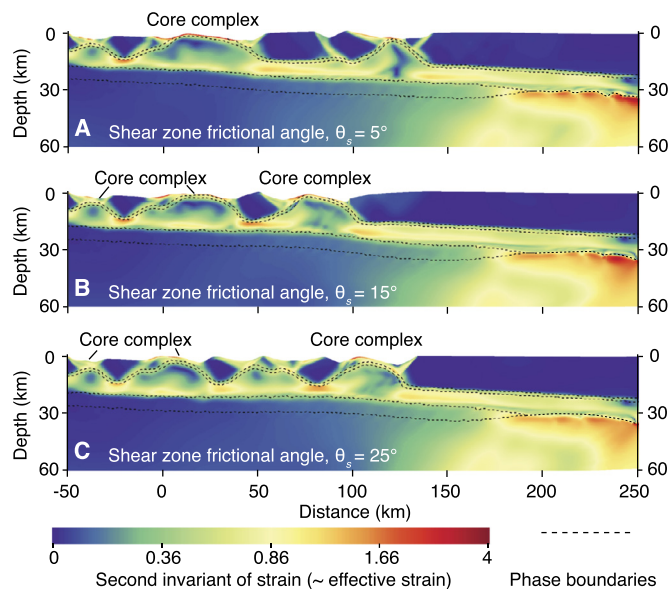 Core complex
0
30
60
Depth (km)
0
30
60
A Shear zone frictional angle, θs = 5°
Core complex
Core complex
0
30
60
Depth (km)
0
30
60
B Shear zone frictional angle, θs = 15°
Core complex
Core complex
0
30
60
Depth (km)
0
30
60
C Shear zone frictional angle, θs = 25°
-50 0 50 100 150 200 250
Distance (km)
0 0.36 0.86 1.66 4
Second invariant of strain (~ effective strain)
Phase boundaries